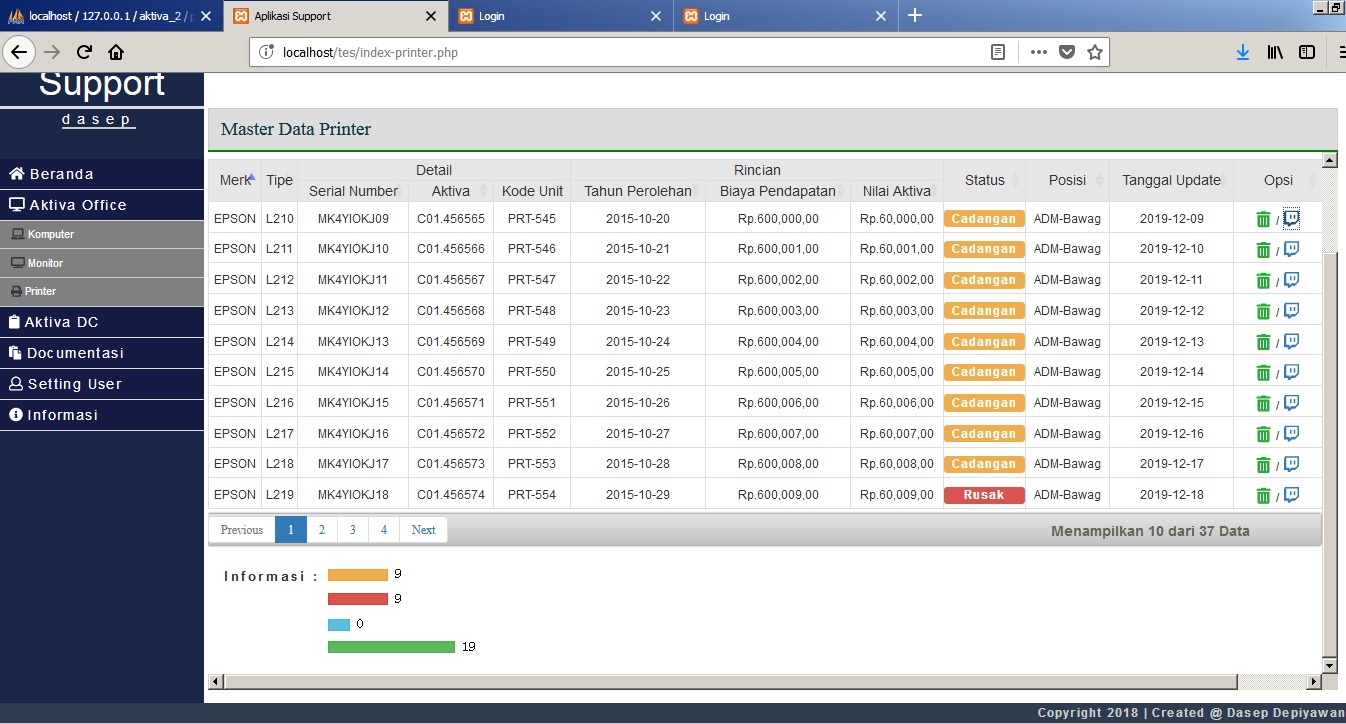 localhost / 127.0.0.1 / aktiva_2 / Aplikasi Support Login Login
localhost/tes/index-printer.php
Support
dasep
Beranda
Aktiva Office
Komputer
Monitor
Printer
Aktiva DC
Documentasi
Setting User
Informasi
Master Data Printer
Merk Tipe Detail Rincian Status Posisi Tanggal Update Opsi
Serial Number Aktiva Kode Unit Tahun Perolehan Biaya Pendapatan Nilai Aktiva
EPSON L210 MK4YIOKJ09 C01.456565 PRT-545 2015-10-20 Rp.600,000,00 Rp.60,000,00 Cadangan ADM-Bawag 2019-12-09 /
EPSON L211 MK4YIOKJ10 C01.456566 PRT-546 2015-10-21 Rp.600,001,00 Rp.60,001,00 Cadangan ADM-Bawag 2019-12-10 /
EPSON L212 MK4YIOKJ11 C01.456567 PRT-547 2015-10-22 Rp.600,002,00 Rp.60,002,00 Cadangan ADM-Bawag 2019-12-11 /
EPSON L213 MK4YIOKJ12 C01.456568 PRT-548 2015-10-23 Rp.600,003,00 Rp.60,003,00 Cadangan ADM-Bawag 2019-12-12 /
EPSON L214 MK4YIOKJ13 C01.456569 PRT-549 2015-10-24 Rp.600,004,00 Rp.60,004,00 Cadangan ADM-Bawag 2019-12-13 /
EPSON L215 MK4YIOKJ14 C01.456570 PRT-550 2015-10-25 Rp.600,005,00 Rp.60,005,00 Cadangan ADM-Bawag 2019-12-14 /
EPSON L216 MK4YIOKJ15 C01.456571 PRT-551 2015-10-26 Rp.600,006,00 Rp.60,006,00 Cadangan ADM-Bawag 2019-12-15 /
EPSON L217 MK4YIOKJ16 C01.456572 PRT-552 2015-10-27 Rp.600,007,00 Rp.60,007,00 Cadangan ADM-Bawag 2019-12-16 /
EPSON L218 MK4YIOKJ17 C01.456573 PRT-553 2015-10-28 Rp.600,008,00 Rp.60,008,00 Cadangan ADM-Bawag 2019-12-17 /
EPSON L219 MK4YIOKJ18 C01.456574 PRT-554 2015-10-29 Rp.600,009,00 Rp.60,009,00 Rusak ADM-Bawag 2019-12-18 /
Previous 1 2 3 4 Next Menampilkan 10 dari 37 Data
Informasi : 9
9
0
19
Copyright 2018 | Created @ Dasep Depiyawan